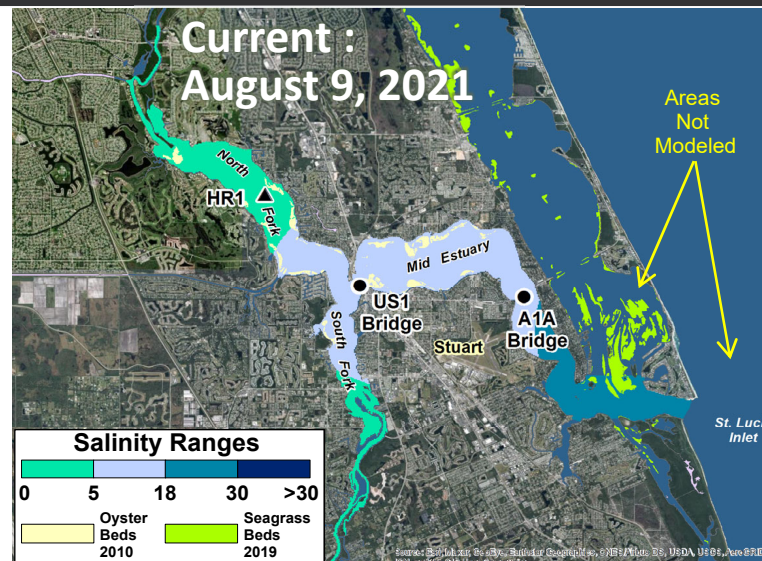 Current :
August 9, 2021
Areas
Not
Modeled
North
Fork
HR1
Mid Estuary
US1
Bridge
A1A
Bridge
South
Fork
Stuart
St. Luci
Inlet
Salinity Ranges
0 5 18 30 >30
Oyster
Beds
2010
Seagrass
Beds
2019